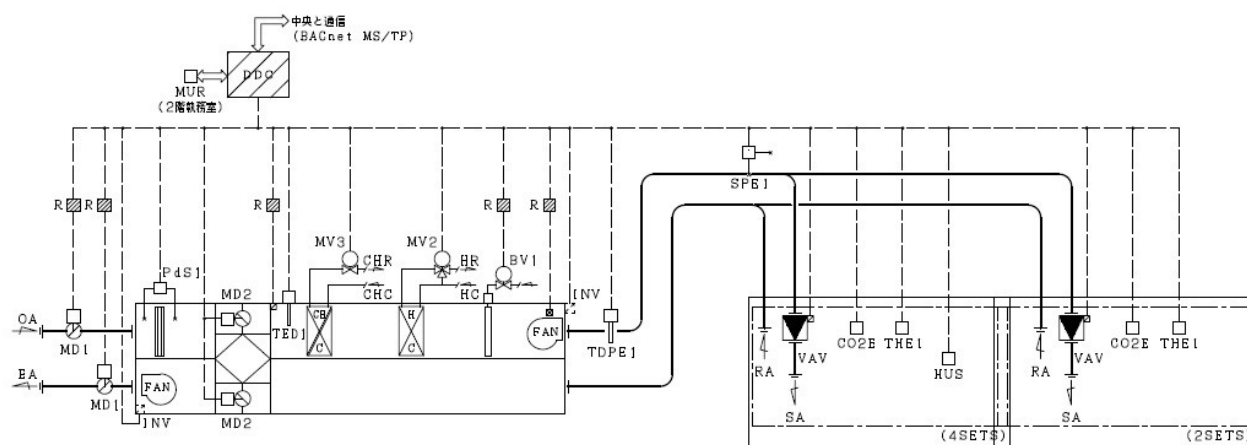 中央と通信
(BACnet MS/TP)
DDC
MUR
(2階執務室)
SPE1
R
R
R
R
R
MV3
CHR
MV2
HR
BV1
PdS1
MD2
CHC
HC
INV
OA
MD1
TED1
CH
C
H
C
FAN
TDPE1
RA
VAV
CO2E
THE1
HUS
RA
VAV
CO2E
THE1
EA
MD1
FAN
INV
MD2
SA
SA
(4SETS)
(2SETS)